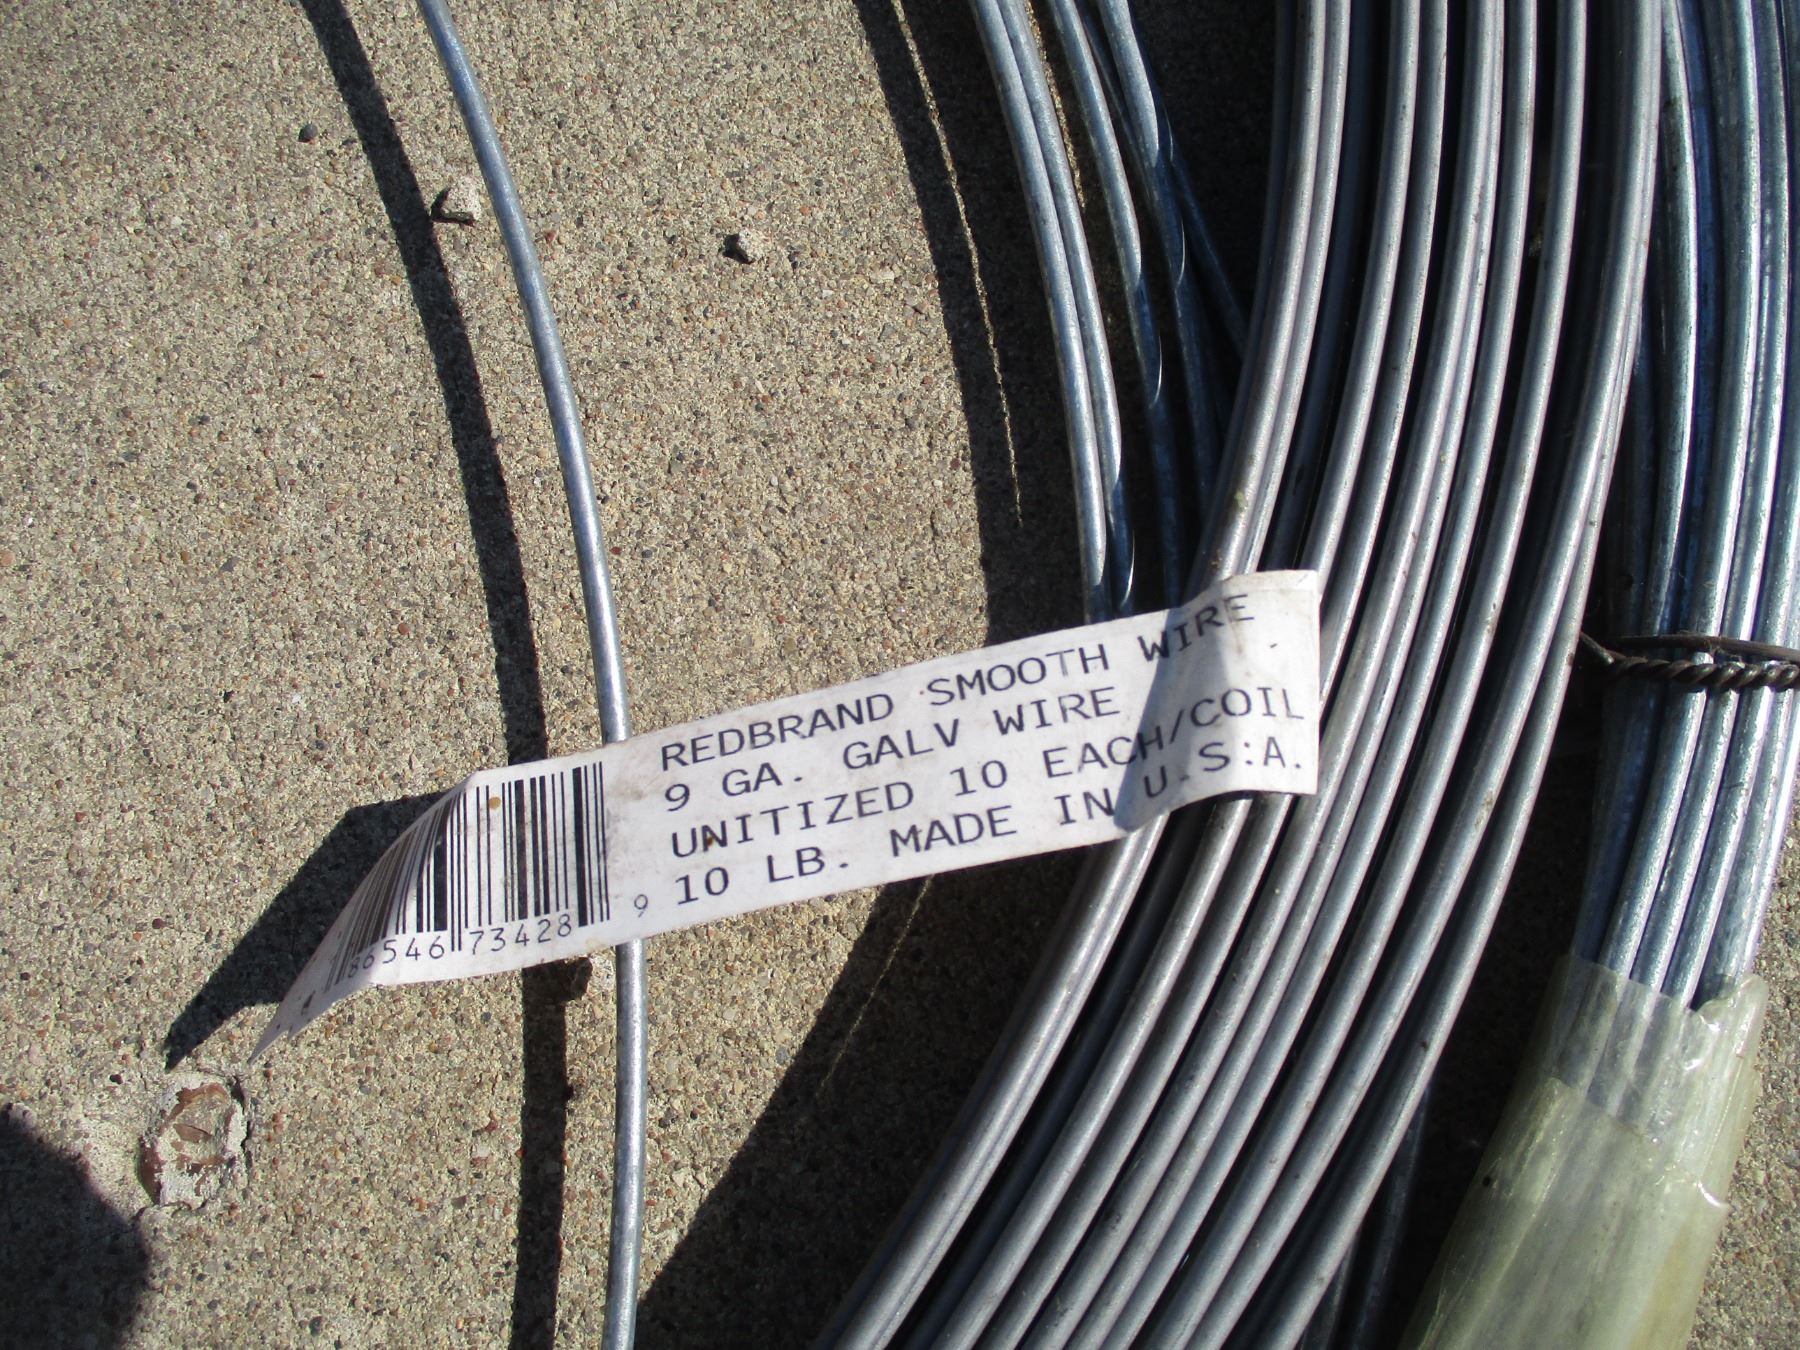 REDBRAND SMOOTH WIRE
9 GA. GALV WIRE
UNITIZED 10 EACH/COIL
10 LB. MADE IN U.S.A.
86546 73428 9